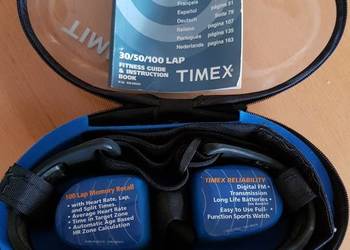 Français
Español
Deutsch
Italiano
Português
Nederlands
página 51
Seite 79
pagina 107
página 135
pagina 163
30/50/100 LAP
FITNESS GUIDE
& INSTRUCTION
BOOK
TIMEX
100 Lap Memory Recall
• with Heart Rate, Lap,
and Split Times.
• Average Heart Rate
• Time in Target Zone
• Automatic Age Based
HR Zone Calculation
TIMEX RELIABILITY
Digital FM •
Transmission
Long Life Batteries •
Easy to Use Full-
Function Sports Watch